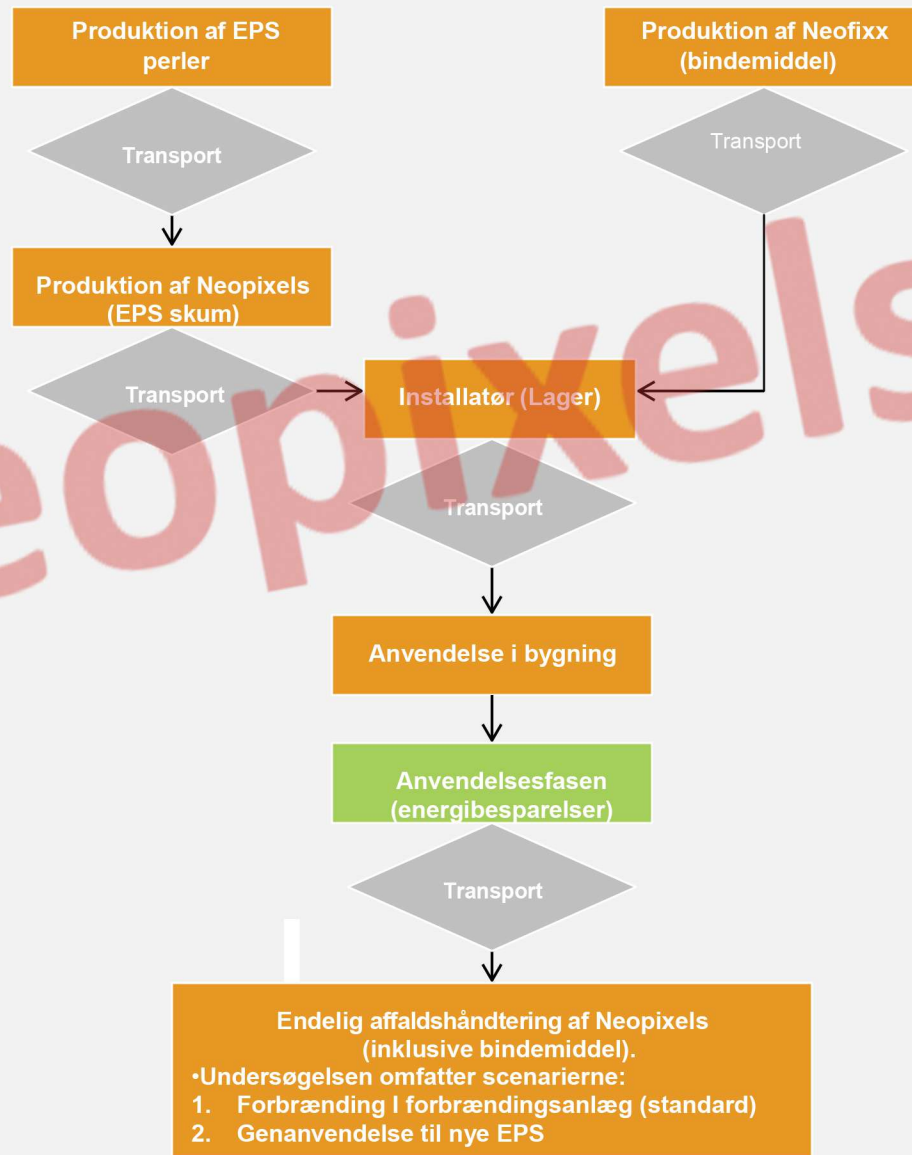 Produktion af EPS
perler
Produktion af Neofixx
(bindemiddel)
Transport
Transport
Produktion af Neopixels
(EPS skum)
Transport
Installatør (Lager)
Transport
eopixels
Anvendelse i bygning
Anvendelsesfasen
(energibesparelser)
Transport
Endelig affaldshåndtering af Neopixels
(inklusive bindemiddel).
•Undersøgelsen omfatter scenarierne:
1. Forbrænding I forbrændingsanlæg (standard)
2. Genanvendelse til nye EPS